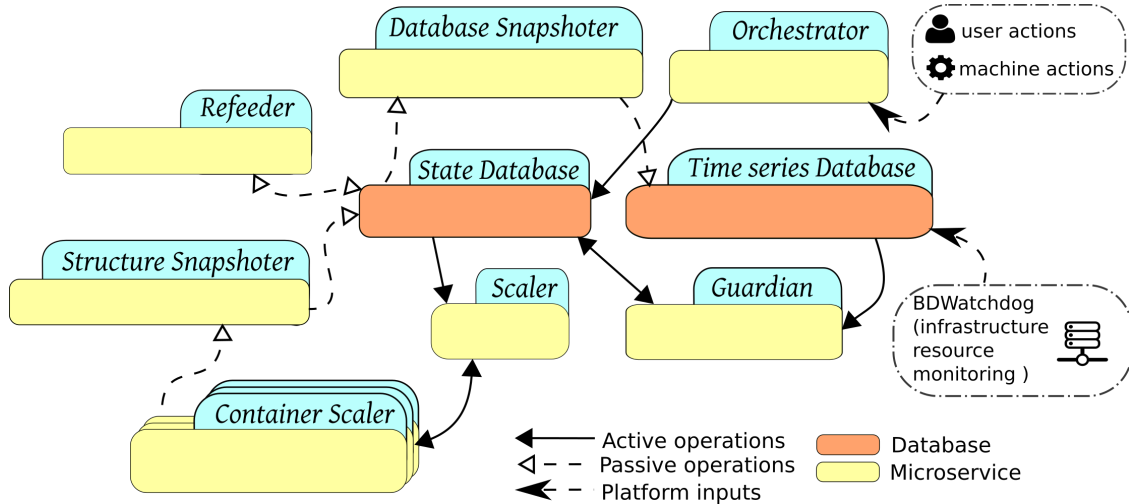 Database Snapshoter
Orchestrator
user actions
machine actions
Refeeder
State Database
Time series Database
Structure Snapshoter
Scaler
Guardian
BDWatchdog
(infrastructure
resource
monitoring )
Container Scaler
Active operations
Passive operations
Platform inputs
Database
Microservice